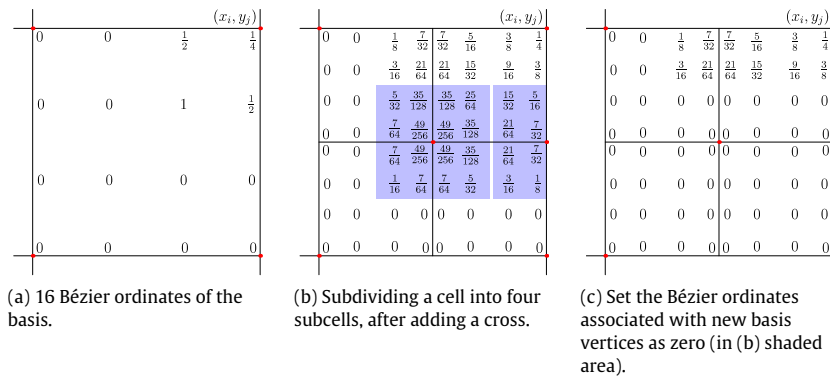 (x_i, y_j) (x_i, y_j) (x_i, y_j)
0 0 1/2 1/4
0 0 1 1/2
0 0 0 0
0 0 0 0
0 0 1/8 7/32 7/32 5/16 3/8 1/4
0 0 3/16 21/64 21/64 15/32 9/16 3/8
0 0 5/32 35/128 35/128 25/64 15/32 5/16
0 0 7/64 49/256 49/256 35/128 21/64 7/32
0 0 7/64 49/256 49/256 35/128 21/64 7/32
0 0 1/16 7/64 7/64 5/32 3/16 1/8
0 0 0 0 0 0 0 0
0 0 0 0 0 0 0 0
0 0 1/8 7/32 7/32 5/16 3/8 1/4
0 0 3/16 21/64 21/64 15/32 9/16 3/8
0 0 0 0 0 0 0 0
0 0 0 0 0 0 0 0
0 0 0 0 0 0 0 0
0 0 0 0 0 0 0 0
0 0 0 0 0 0 0 0
0 0 0 0 0 0 0 0
(a) 16 Bézier ordinates of the
basis.
(b) Subdividing a cell into four
subcells, after adding a cross.
(c) Set the Bézier ordinates
associated with new basis
vertices as zero (in (b) shaded
area).